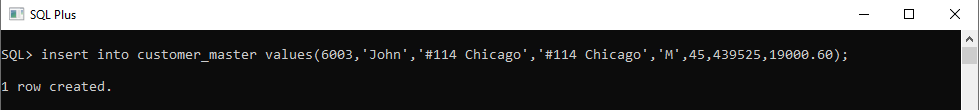 SQL Plus
SQL> insert into customer_master values(6003,'John','#114 Chicago','#114 Chicago','M',45,439525,19000.60);
1 row created.